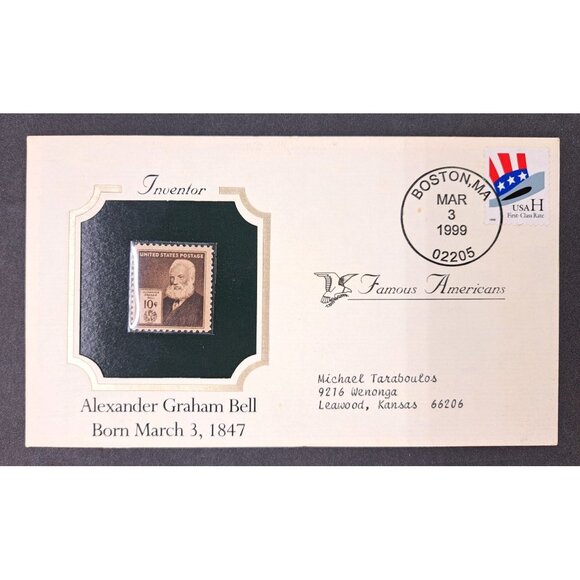 Inventor
UNITED STATES POSTAGE
10¢
Alexander Graham Bell
Born March 3, 1847
BOSTON, MA
MAR
3
1999
02205
USA H
First-Class Rate
Famous Americans
Michael Taraboulos
9216 Wenonga
Leawood, Kansas 66206